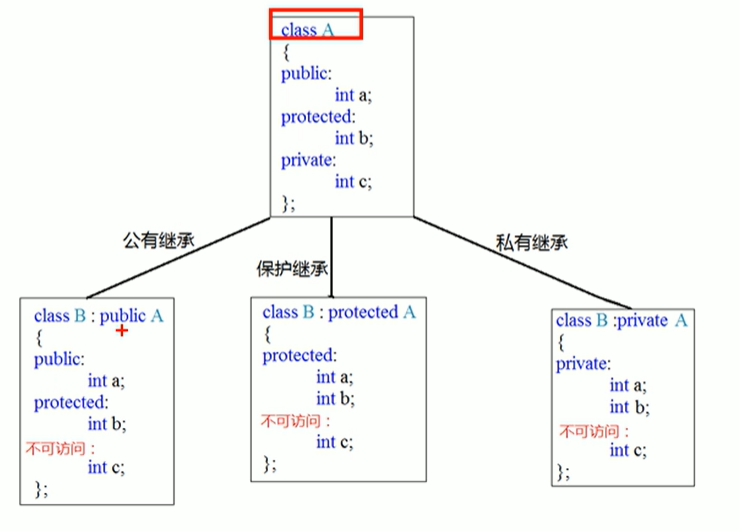 class A
{
public:
int a;
protected:
int b;
private:
int c;
};
公有继承
保护继承
私有继承
class B : public A
{
public:
int a;
protected:
int b;
不可访问：
int c;
};
class B : protected A
{
protected:
int a;
int b;
不可访问：
int c;
};
class B :private A
{
private:
int a;
int b;
不可访问：
int c;
};